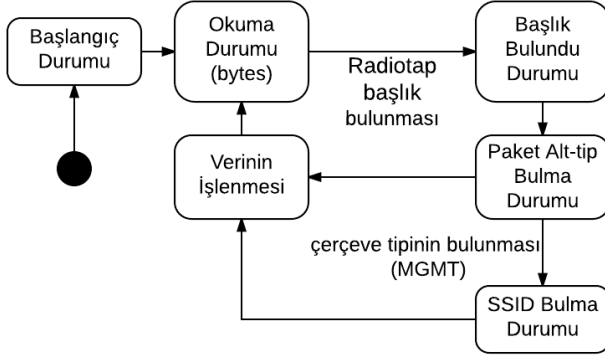 Başlangıç
Durumu
Okuma
Durumu
(bytes)
Radiotap
başlık
bulunması
Başlık
Bulundu
Durumu
Verinin
İşlenmesi
Paket Alt-tip
Bulma
Durumu
çerçeve tipinin bulunması
(MGMT)
SSID Bulma
Durumu